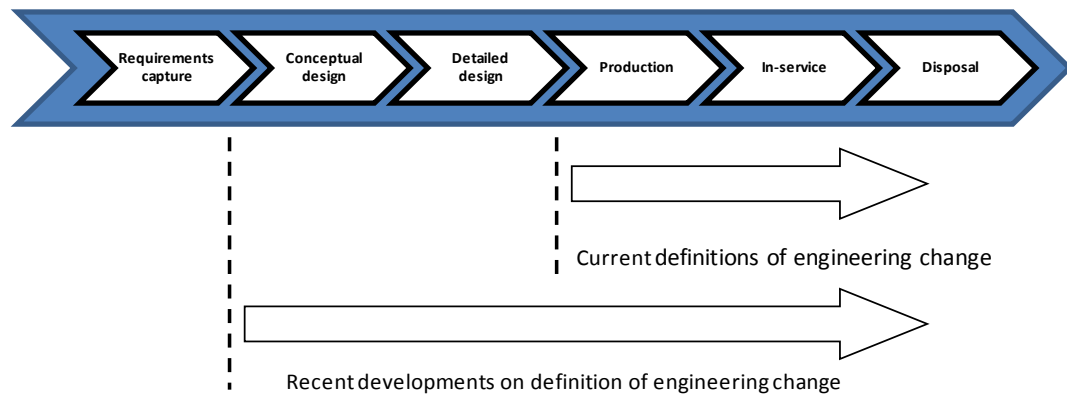 Requirements
capture
Conceptual
design
Detailed
design
Production
In-service
Disposal
Current definitions of engineering change
Recent developments on definition of engineering change